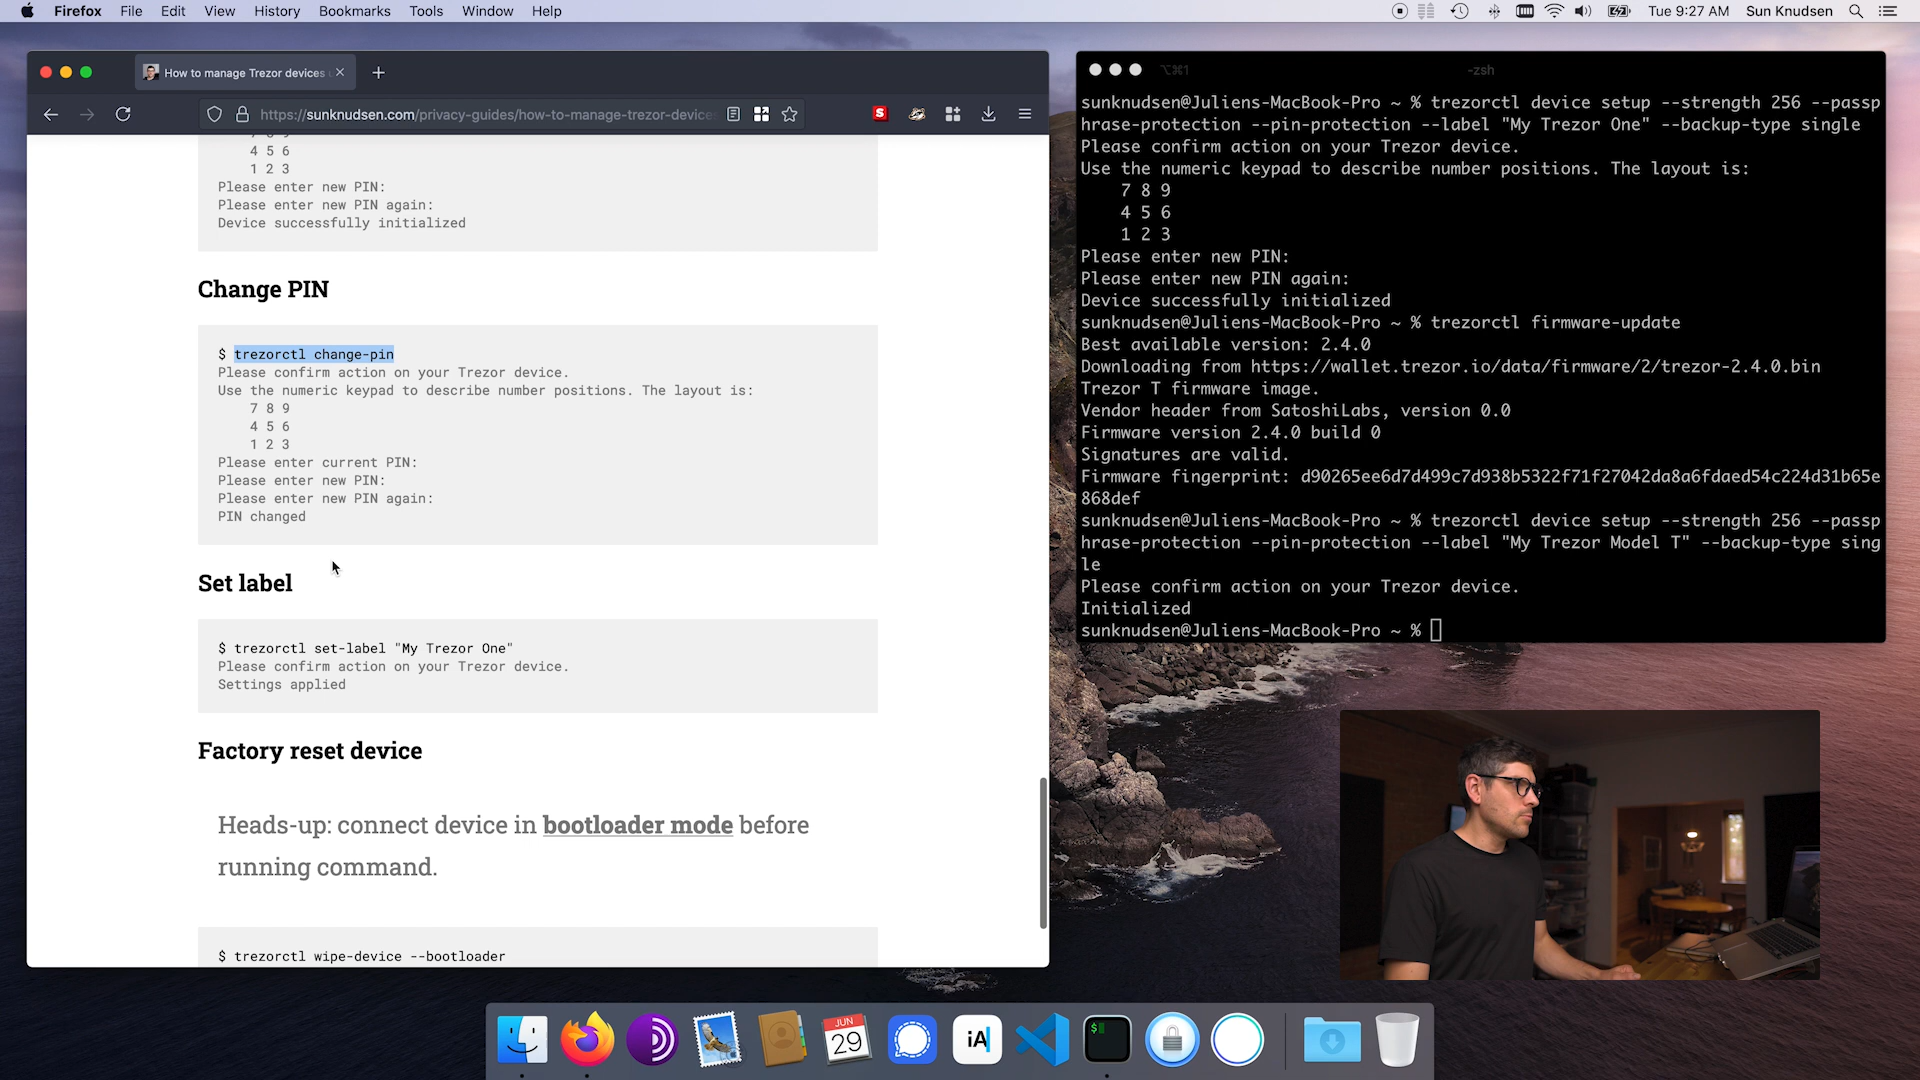 Firefox File Edit View History Bookmarks Tools Window Help
Tue 9:27 AM Sun Knudsen
How to manage Trezor devices
https://sunknudsen.com/privacy-guides/how-to-manage-trezor-device
4 5 6
1 2 3
Please enter new PIN:
Please enter new PIN again:
Device successfully initialized
Change PIN
$ trezorctl change-pin
Please confirm action on your Trezor device.
Use the numeric keypad to describe number positions. The layout is:
7 8 9
4 5 6
1 2 3
Please enter current PIN:
Please enter new PIN:
Please enter new PIN again:
PIN changed
Set label
$ trezorctl set-label "My Trezor One"
Please confirm action on your Trezor device.
Settings applied
Factory reset device
Heads-up: connect device in bootloader mode before
running command.
$ trezorctl wipe-device --bootloader
⌥⌘1 -zsh
sunknudsen@Juliens-MacBook-Pro ~ % trezorctl device setup --strength 256 --passp
hrase-protection --pin-protection --label "My Trezor One" --backup-type single
Please confirm action on your Trezor device.
Use the numeric keypad to describe number positions. The layout is:
7 8 9
4 5 6
1 2 3
Please enter new PIN:
Please enter new PIN again:
Device successfully initialized
sunknudsen@Juliens-MacBook-Pro ~ % trezorctl firmware-update
Best available version: 2.4.0
Downloading from https://wallet.trezor.io/data/firmware/2/trezor-2.4.0.bin
Trezor T firmware image.
Vendor header from SatoshiLabs, version 0.0
Firmware version 2.4.0 build 0
Signatures are valid.
Firmware fingerprint: d90265ee6d7d499c7d938b5322f71f27042da8a6fdaed54c224d31b65e
868def
sunknudsen@Juliens-MacBook-Pro ~ % trezorctl device setup --strength 256 --passp
hrase-protection --pin-protection --label "My Trezor Model T" --backup-type sing
le
Please confirm action on your Trezor device.
Initialized
sunknudsen@Juliens-MacBook-Pro ~ %
JUN
29
iA
$
S